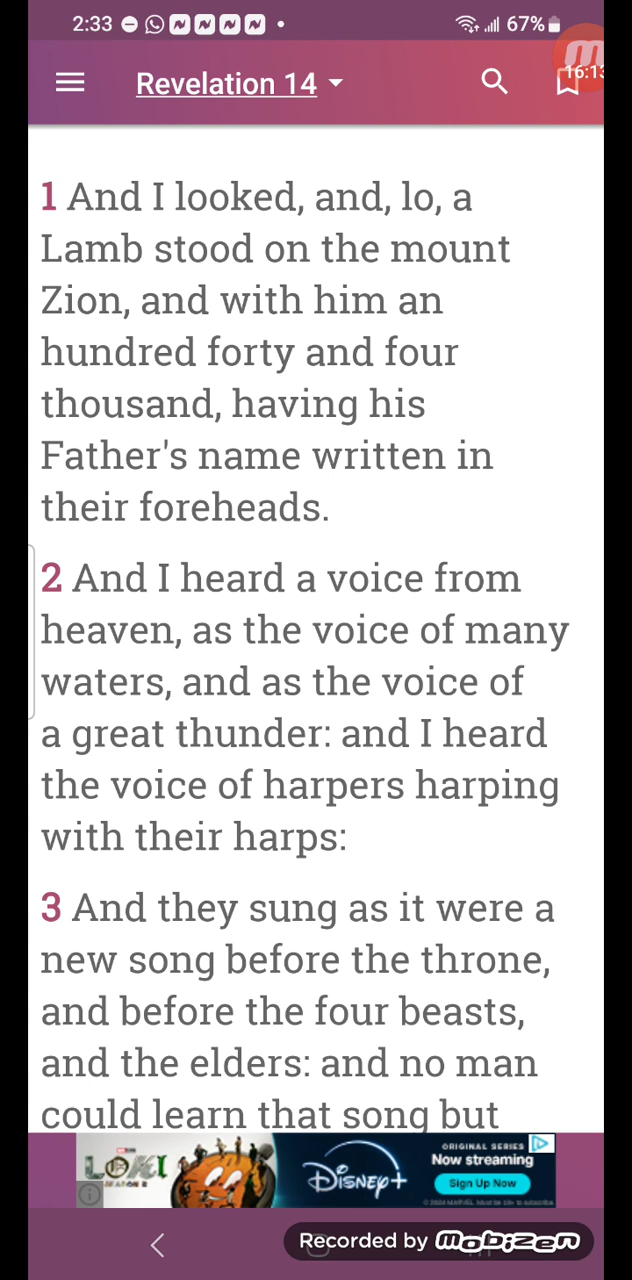 2:33
67%
16:13
Revelation 14
1 And I looked, and, lo, a
Lamb stood on the mount
Zion, and with him an
hundred forty and four
thousand, having his
Father's name written in
their foreheads.
2 And I heard a voice from
heaven, as the voice of many
waters, and as the voice of
a great thunder: and I heard
the voice of harpers harping
with their harps:
3 And they sung as it were a
new song before the throne,
and before the four beasts,
and the elders: and no man
could learn that song but
LOKI
SEASON 2
Disney+
ORIGINAL SERIES
Now streaming
Sign Up Now
Recorded by mobizen